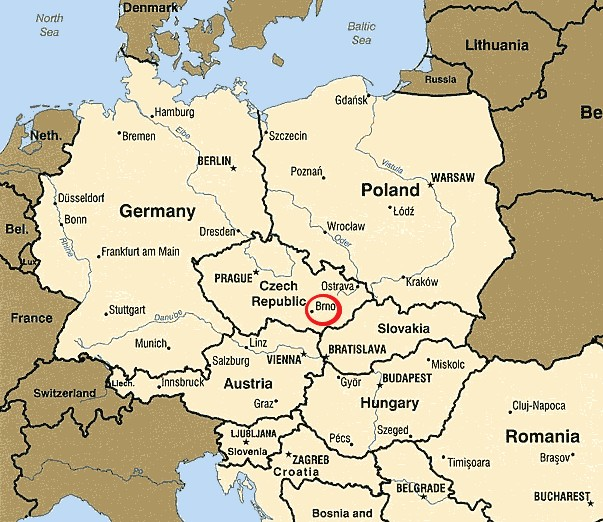 North
Sea
Denmark
Baltic
Sea
Lithuania
Russia
Gdańsk
Hamburg
Szczecin
Neth.
Bremen
Elbe
Be
BERLIN
Poznań
Vistula
WARSAW
Poland
Düsseldorf
Germany
Łódź
Bonn
Bel.
Rhine
Dresden
Wrocław
Oder
Lux.
Frankfurt am Main
PRAGUE
Czech
Republic
Ostrava
Kraków
Brno
France
Stuttgart
Danube
Slovakia
Munich
Linz
VIENNA
BRATISLAVA
Salzburg
Miskolc
Switzerland
Liech.
Innsbruck
Austria
Győr
BUDAPEST
Graz
Hungary
Cluj-Napoca
LJUBLJANA
Slovenia
Pécs
Szeged
Romania
ZAGREB
Croatia
Timişoara
Braşov
Po
BELGRADE
BUCHAREST
Bosnia and